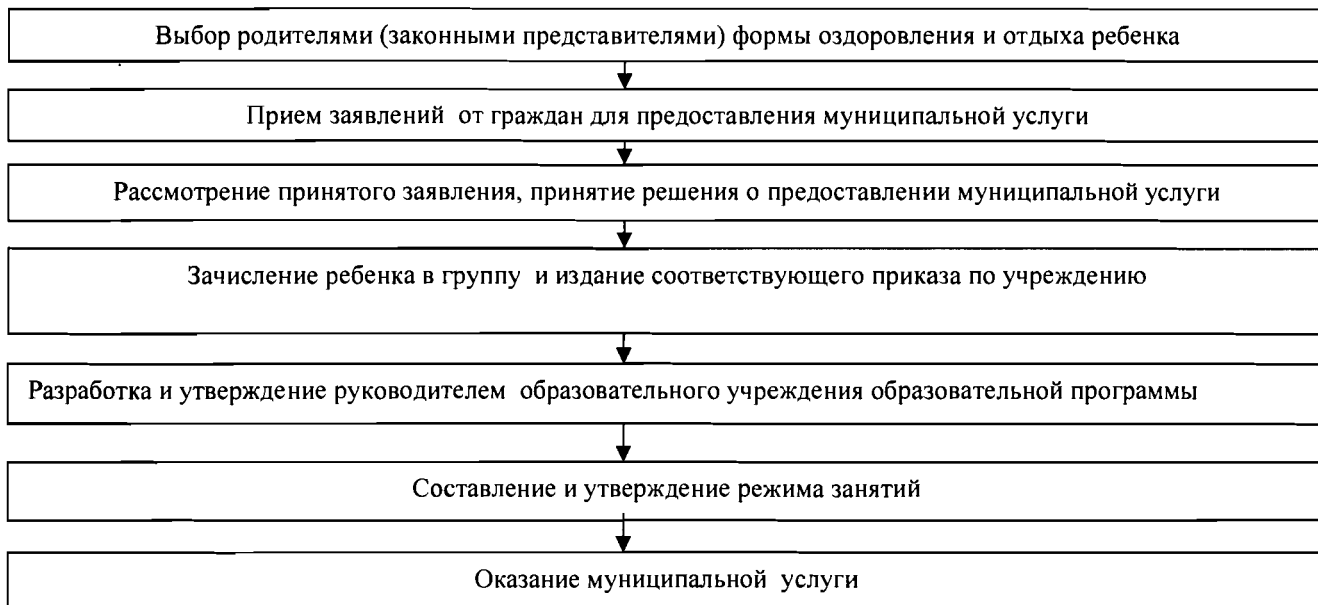 Выбор родителями (законными представителями) формы оздоровления и отдыха ребенка
Прием заявлений от граждан для предоставления муниципальной услуги
Рассмотрение принятого заявления, принятие решения о предоставлении муниципальной услуги
Зачисление ребенка в группу и издание соответствующего приказа по учреждению
Разработка и утверждение руководителем образовательного учреждения образовательной программы
Составление и утверждение режима занятий
Оказание муниципальной услуги